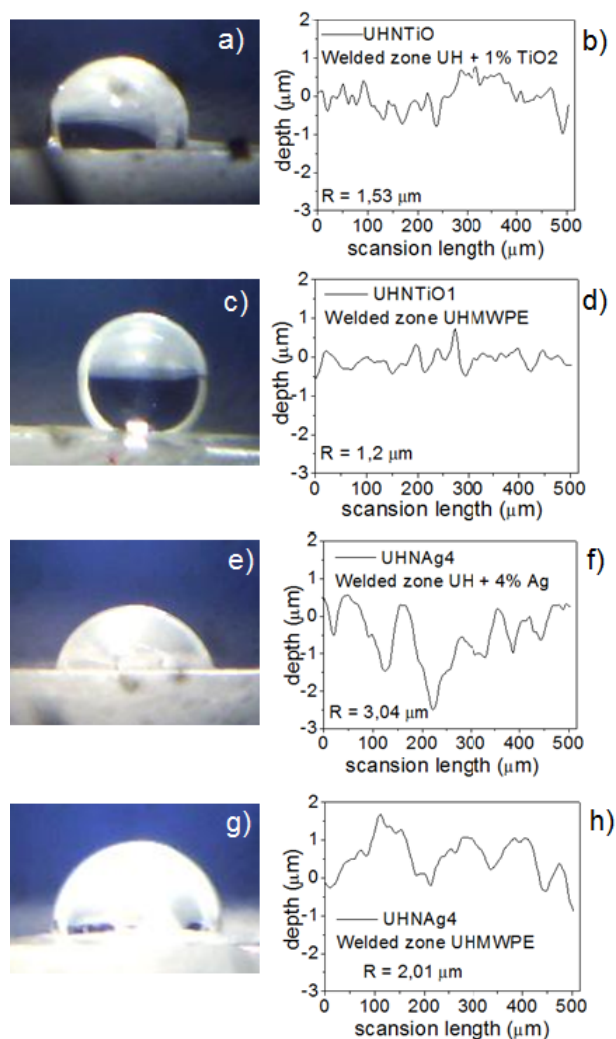 a)
b)
UHNTiO
Welded zone UH + 1% TiO2
2
1
0
-1
-2
-3
depth (μm)
R = 1,53 μm
0 100 200 300 400 500
scansion length (μm)
c)
d)
UHNTiO1
Welded zone UHMWPE
2
1
0
-1
-2
-3
depth (μm)
R = 1,2 μm
0 100 200 300 400 500
scansion length (μm)
e)
f)
UHNAg4
Welded zone UH + 4% Ag
2
1
0
-1
-2
-3
depth (μm)
R = 3,04 μm
0 100 200 300 400 500
scansion length (μm)
g)
h)
2
1
0
-1
-2
-3
depth (μm)
UHNAg4
Welded zone UHMWPE
R = 2,01 μm
0 100 200 300 400 500
scansion length (μm)